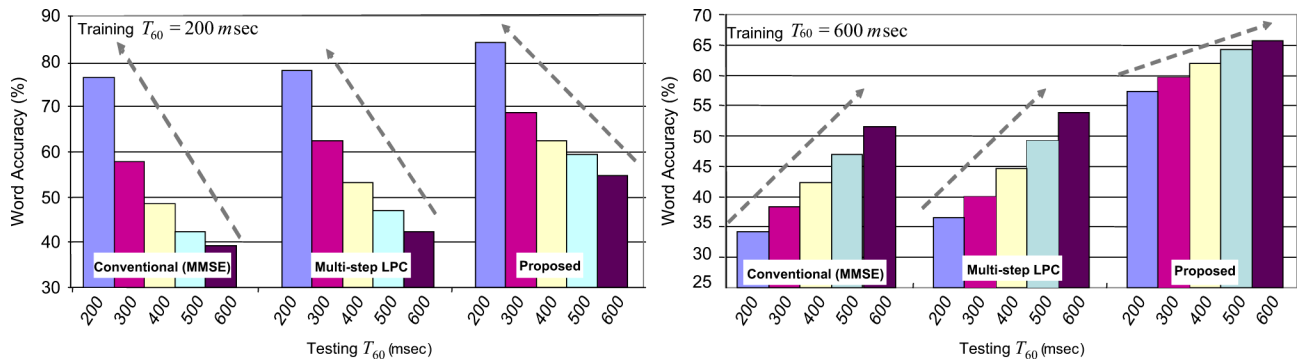 Training T60 = 200 msec
Word Accuracy (%)
90
80
70
60
50
40
30
Conventional (MMSE)
Multi-step LPC
Proposed
200 300 400 500 600 200 300 400 500 600 200 300 400 500 600
Testing T60 (msec)
Training T60 = 600 msec
Word Accuracy (%)
70
65
60
55
50
45
40
35
30
25
Conventional (MMSE)
Multi-step LPC
Proposed
200 300 400 500 600 200 300 400 500 600 200 300 400 500 600
Testing T60 (msec)